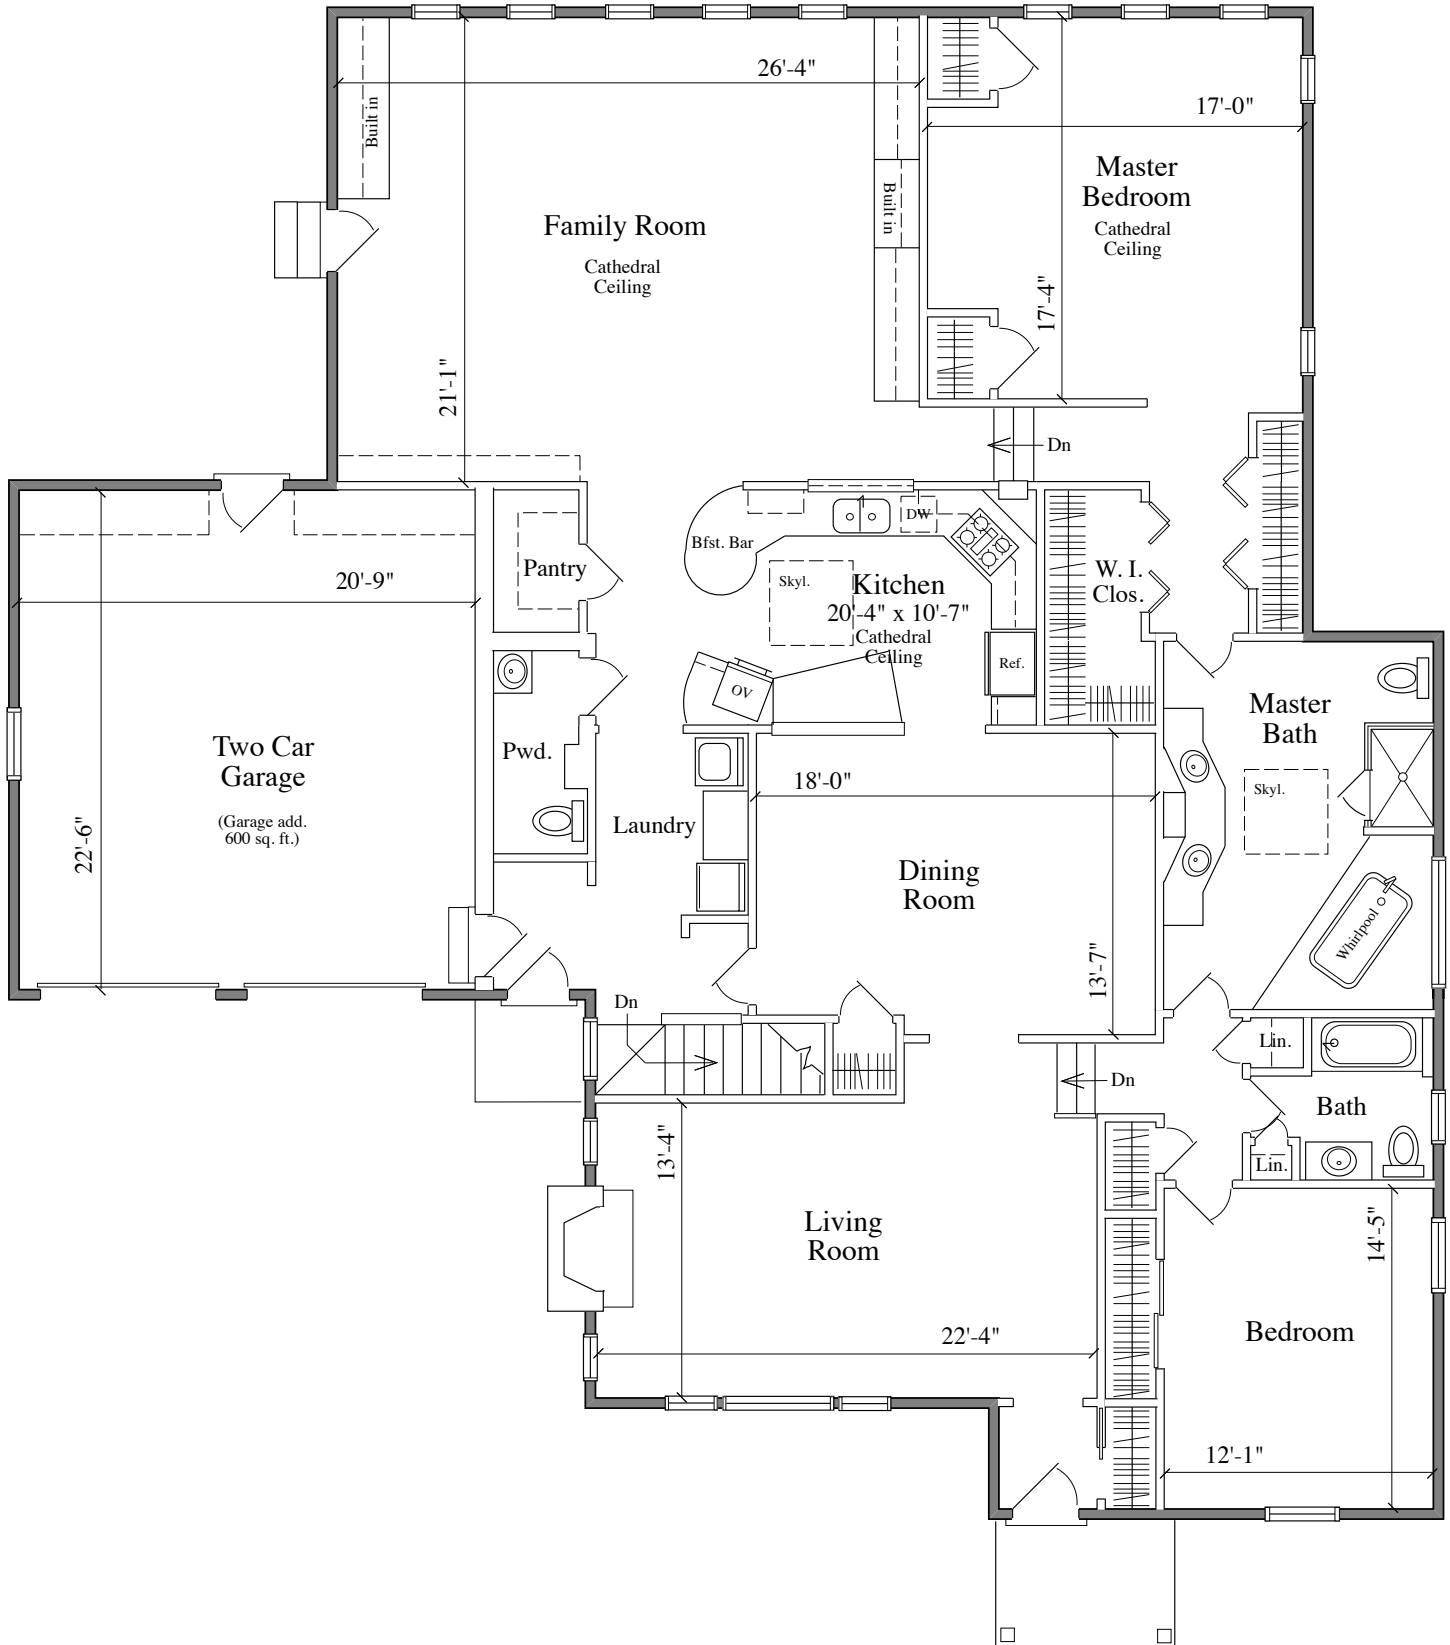 26'-4"
17'-0"
Built in
Master
Bedroom
Cathedral
Ceiling
Built in
Family Room
Cathedral
Ceiling
17'-4"
21'-1"
Dn
DW
Bfst. Bar
Pantry
20'-9"
Skyl.
Kitchen
20'-4" x 10'-7"
Cathedral
Ceiling
W. I.
Clos.
Ref.
OV
Master
Bath
Two Car
Garage
(Garage add.
600 sq. ft.)
22'-6"
Pwd.
18'-0"
Skyl.
Laundry
Dining
Room
Whirlpool
13'-7"
Dn
Lin.
Dn
Bath
13'-4"
Lin.
Living
Room
14'-5"
22'-4"
Bedroom
12'-1"